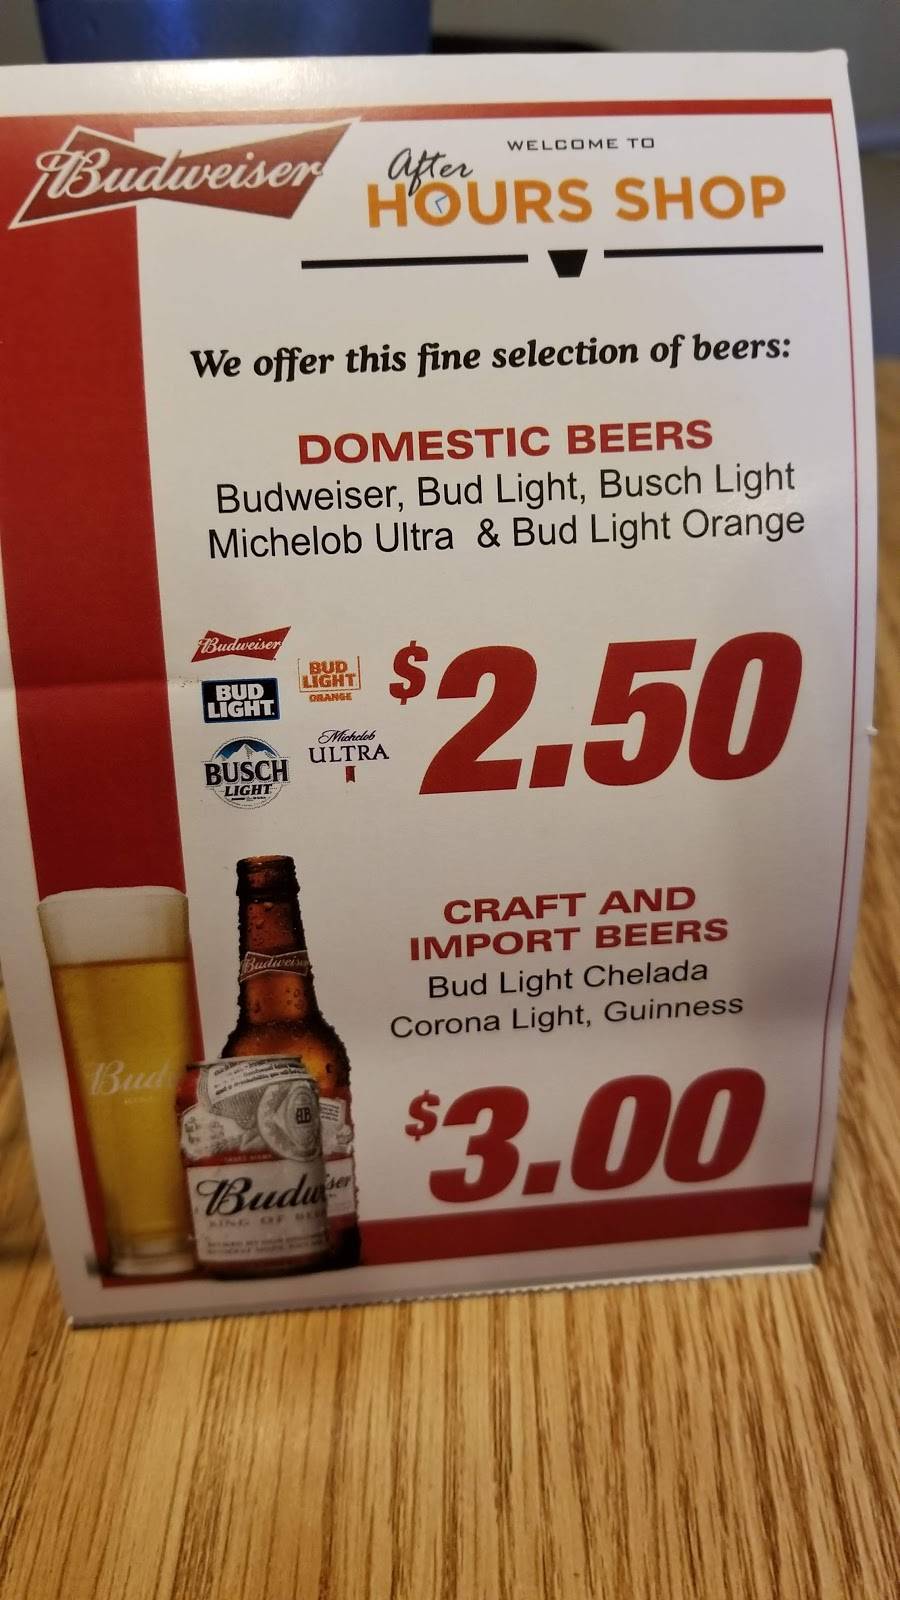 Budweiser
WELCOME TO
After
HOURS SHOP
We offer this fine selection of beers:
DOMESTIC BEERS
Budweiser, Bud Light, Busch Light
Michelob Ultra & Bud Light Orange
Budweiser
BUD
LIGHT
ORANGE
BUD
LIGHT
Michelob
ULTRA
BUSCH
LIGHT
$2.50
CRAFT AND
IMPORT BEERS
Bud Light Chelada
Corona Light, Guinness
$3.00
Budweiser
Bud
KING OF